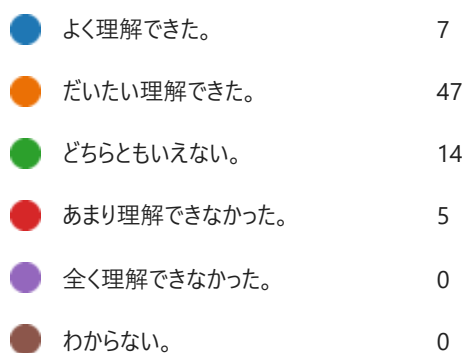 よく理解できた。 7
だいたい理解できた。 47
どちらともいえない。 14
あまり理解できなかった。 5
全く理解できなかった。 0
わからない。 0